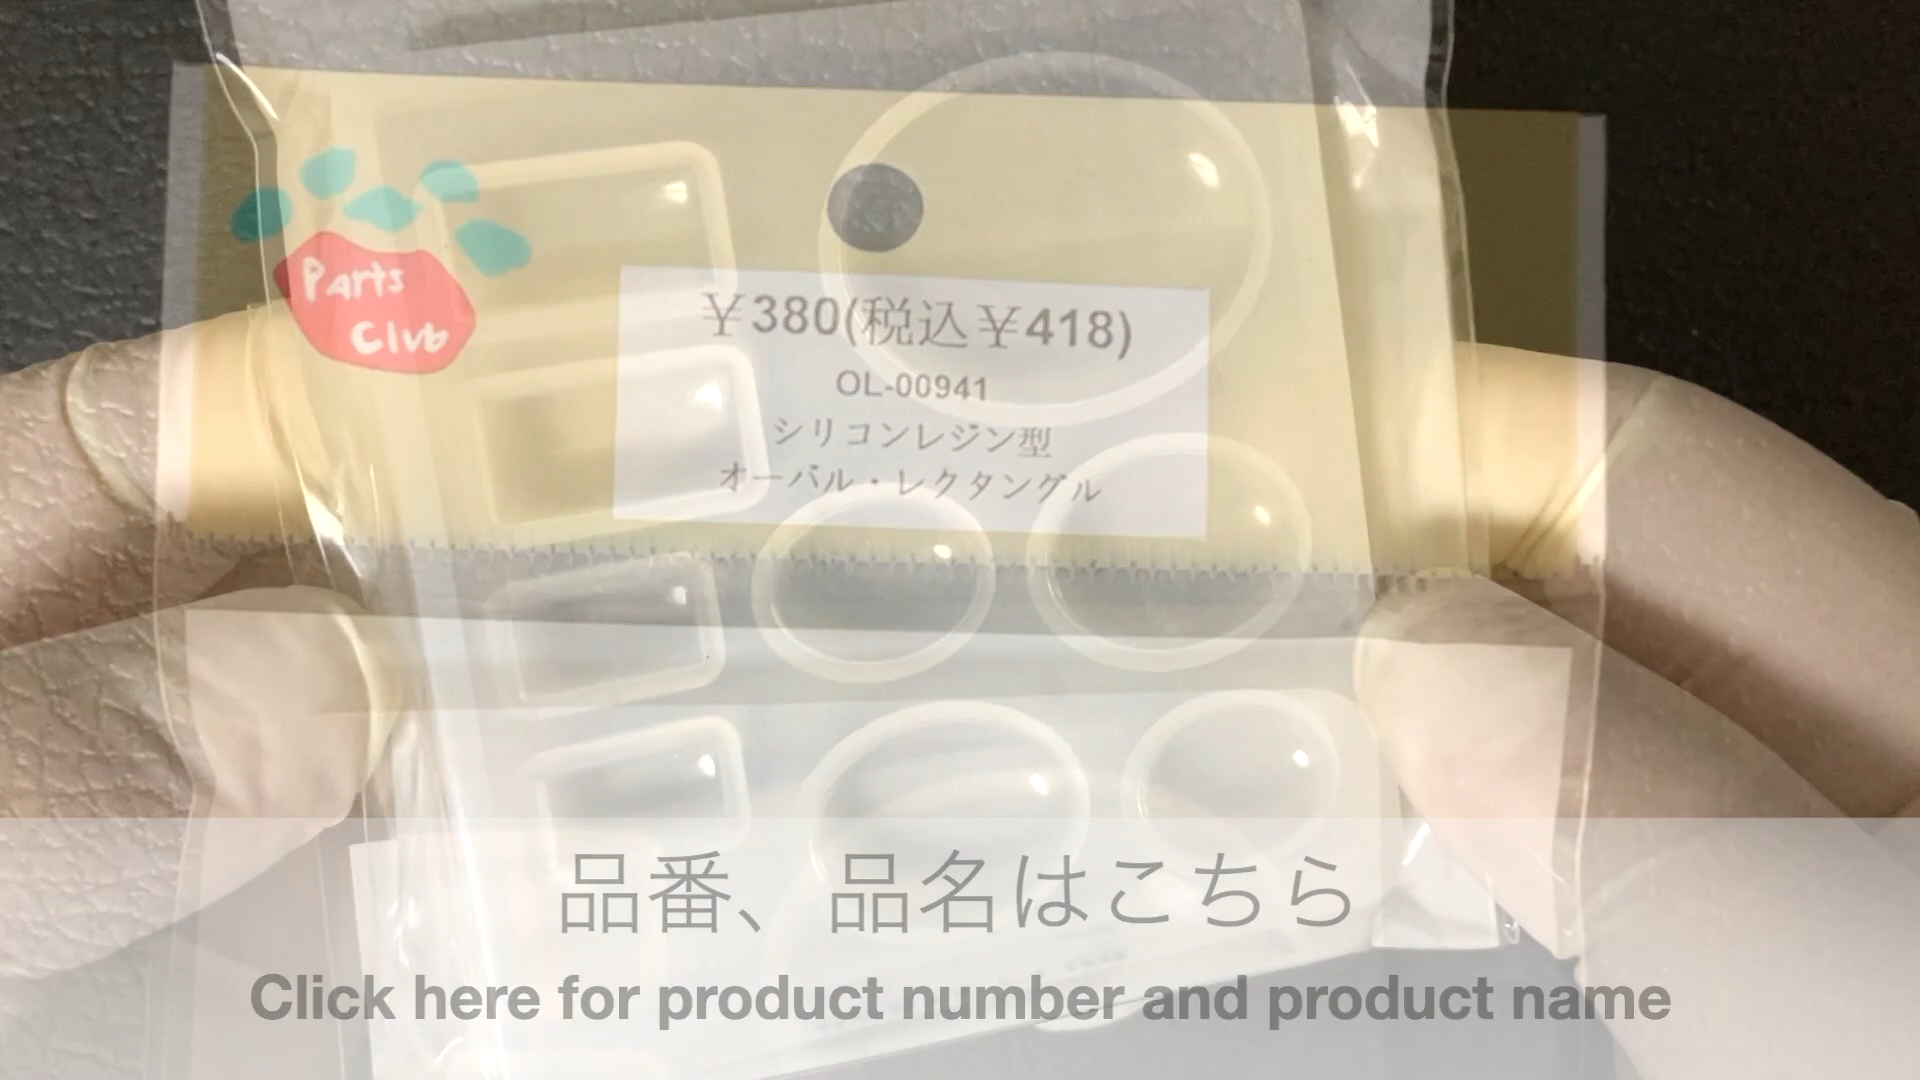 Parts
Club
￥380(税込￥418)
OL-00941
シリコンレジン型
オーバル・レクタングル
品番、品名はこちら
Click here for product number and product name